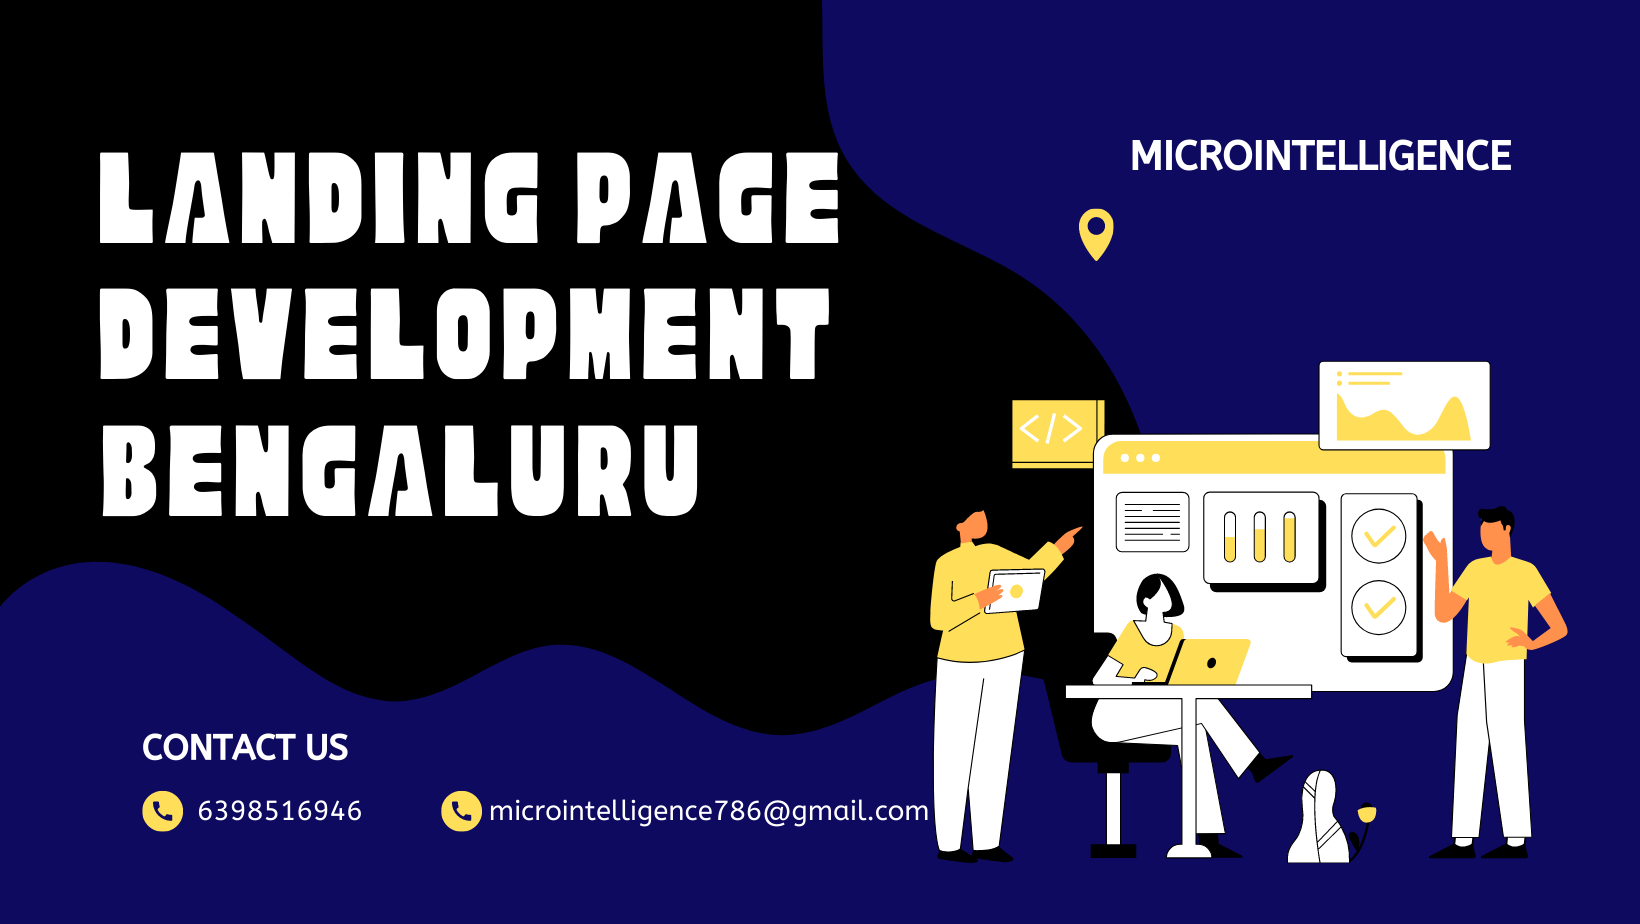 LANDING PAGE
DEVELOPMENT
BENGALURU
MICROINTELLIGENCE
</>
CONTACT US
6398516946
microintelligence786@gmail.com